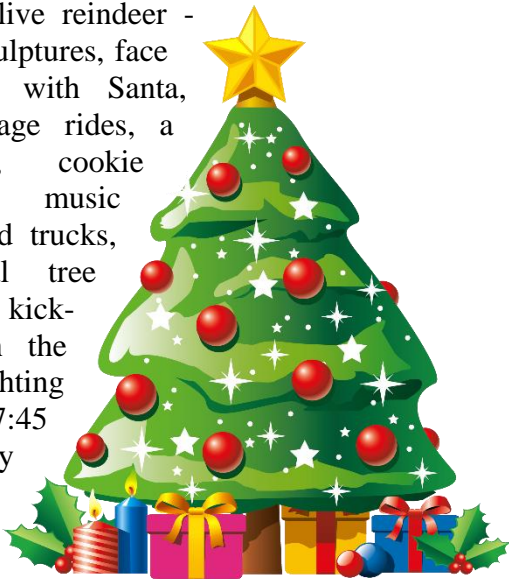 live reindeer -
ulptures, face
with Santa,
age rides, a
, cookie
music
d trucks,
l tree
kick-
n the
hting
7:45
y